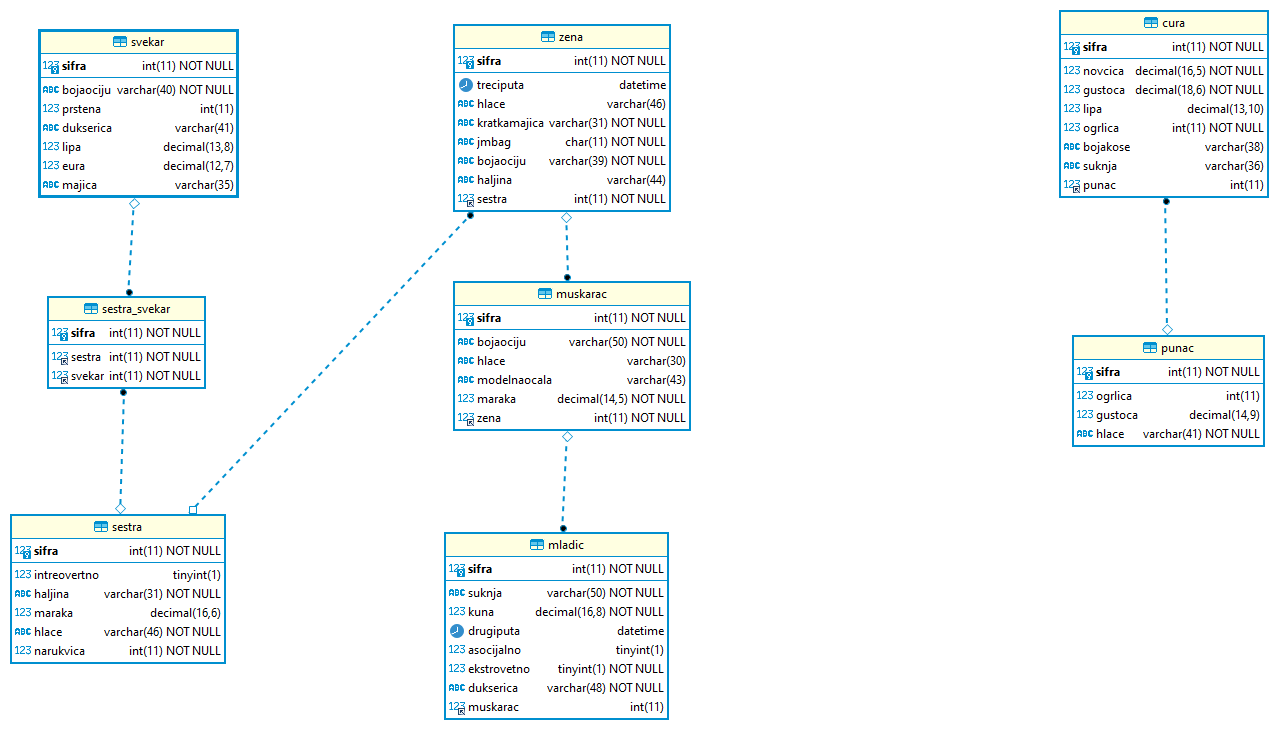 svekar
123 sifra int(11) NOT NULL
ABC bojaociju varchar(40) NOT NULL
123 prstena int(11)
ABC dukserica varchar(41)
123 lipa decimal(13,8)
123 eura decimal(12,7)
ABC majica varchar(35)
zena
123 sifra int(11) NOT NULL
treciputa datetime
ABC hlace varchar(46)
ABC kratkamajica varchar(31) NOT NULL
ABC jmbag char(11) NOT NULL
ABC bojaociju varchar(39) NOT NULL
ABC haljina varchar(44)
123 sestra int(11) NOT NULL
cura
123 sifra int(11) NOT NULL
123 novcica decimal(16,5) NOT NULL
123 gustoca decimal(18,6) NOT NULL
123 lipa decimal(13,10)
123 ogrlica int(11) NOT NULL
ABC bojakose varchar(38)
ABC suknja varchar(36)
123 punac int(11)
sestra_svekar
123 sifra int(11) NOT NULL
123 sestra int(11) NOT NULL
123 svekar int(11) NOT NULL
muskarac
123 sifra int(11) NOT NULL
ABC bojaociju varchar(50) NOT NULL
ABC hlace varchar(30)
ABC modelnaocala varchar(43)
123 maraka decimal(14,5) NOT NULL
123 zena int(11) NOT NULL
punac
123 sifra int(11) NOT NULL
123 ogrlica int(11)
123 gustoca decimal(14,9)
ABC hlace varchar(41) NOT NULL
sestra
123 sifra int(11) NOT NULL
123 intreovertno tinyint(1)
ABC haljina varchar(31) NOT NULL
123 maraka decimal(16,6)
ABC hlace varchar(46) NOT NULL
123 narukvica int(11) NOT NULL
mladic
123 sifra int(11) NOT NULL
ABC suknja varchar(50) NOT NULL
123 kuna decimal(16,8) NOT NULL
drugiputa datetime
123 asocijalno tinyint(1)
123 ekstrovetno tinyint(1) NOT NULL
ABC dukserica varchar(48) NOT NULL
123 muskarac int(11)